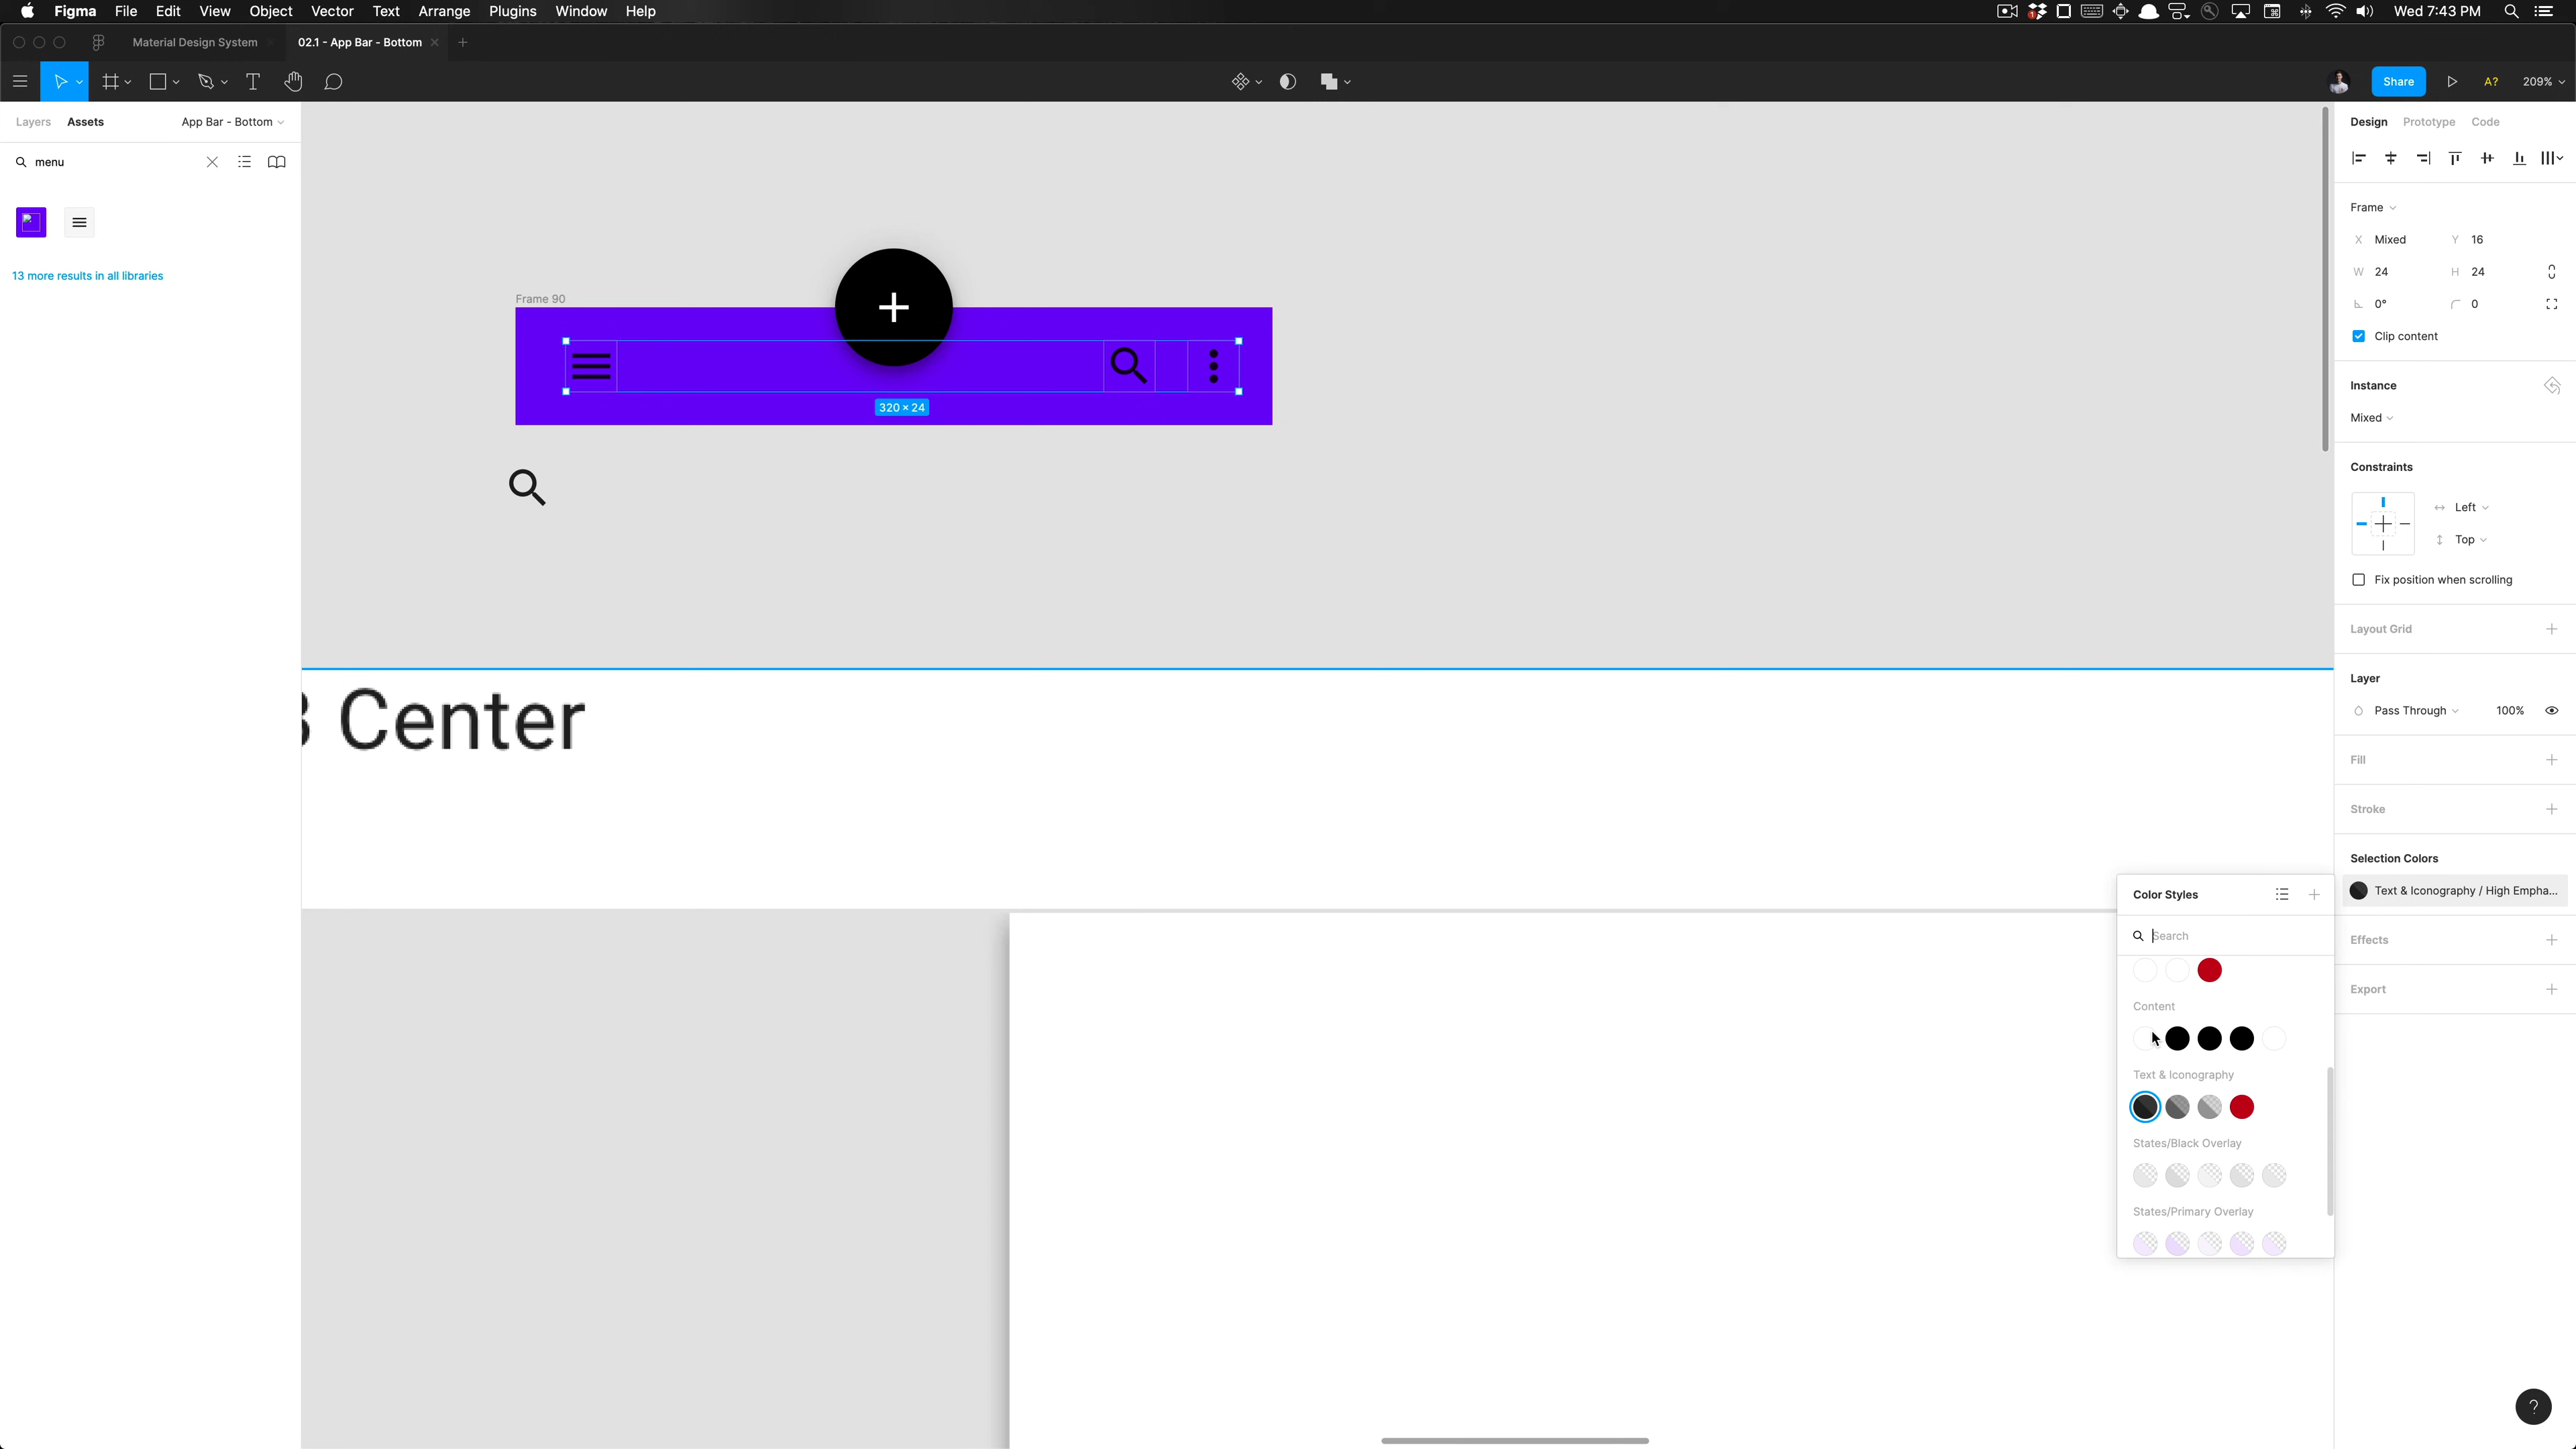 Figma File Edit View Object Vector Text Arrange Plugins Window Help
Wed 7:43 PM
Material Design System
02.1 - App Bar - Bottom
Share
A?
209%
Layers Assets
App Bar - Bottom
menu
13 more results in all libraries
Frame 90
320 × 24
Center
Design Prototype Code
Frame
X Mixed Y 16
W 24 H 24
0° 0
Clip content
Instance
Mixed
Constraints
Left
Top
Fix position when scrolling
Layout Grid
Layer
Pass Through 100%
Fill
Stroke
Selection Colors
Text & Iconography / High Empha...
Effects
Export
Color Styles
Search
Content
Text & Iconography
States/Black Overlay
States/Primary Overlay
?